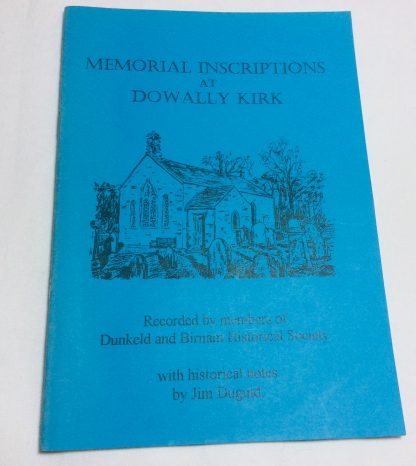 MEMORIAL INSCRIPTIONS
AT
DOWALLY KIRK
Recorded by members of
Dunkeld and Birnam Historical Society
with historical notes
by Jim Duguid.